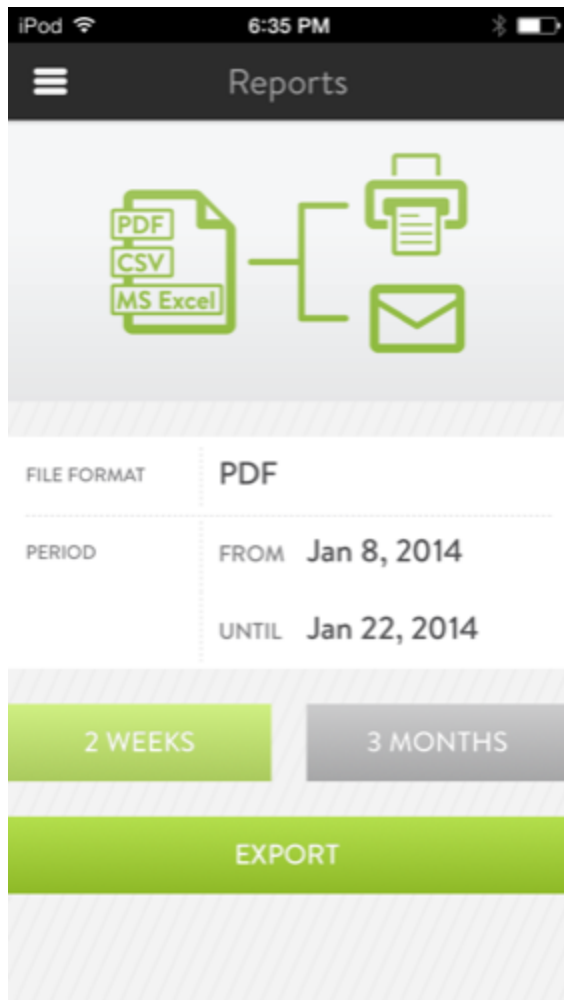 iPod 6:35 PM
Reports
PDF
CSV
MS Excel
FILE FORMAT PDF
PERIOD FROM Jan 8, 2014
UNTIL Jan 22, 2014
2 WEEKS 3 MONTHS
EXPORT